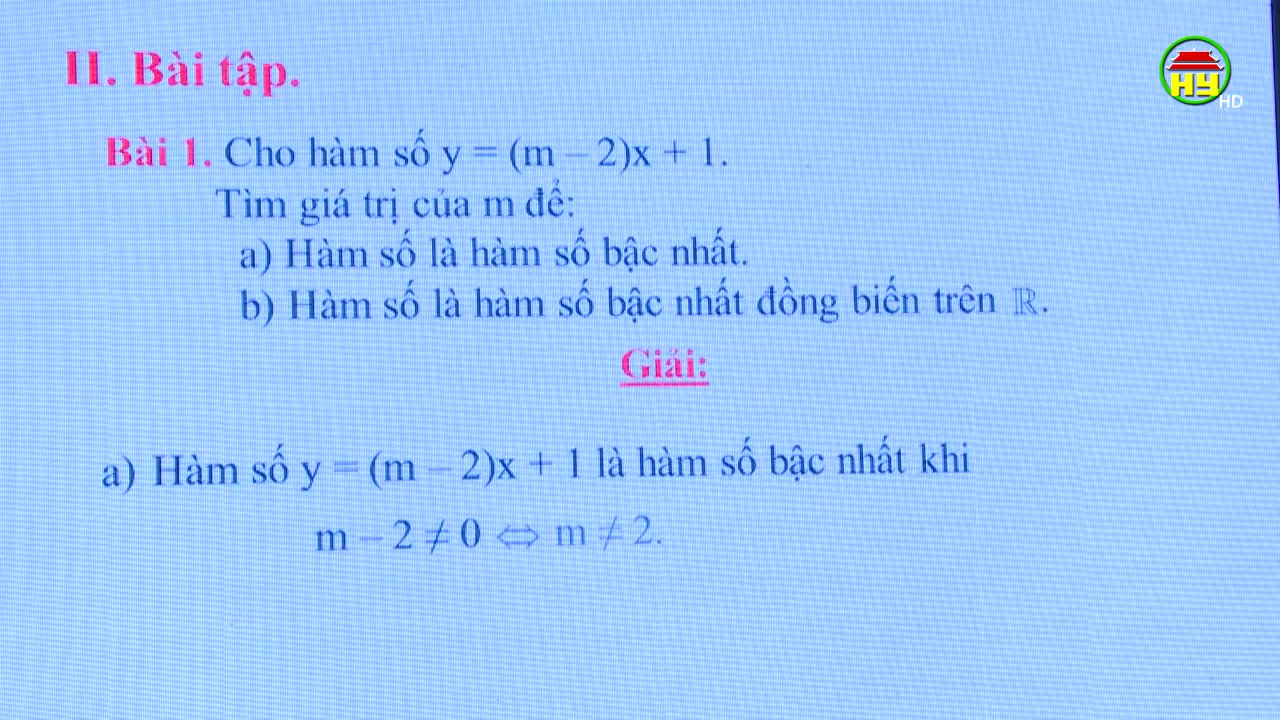 II. Bài tập.
HY
HD
Bài 1. Cho hàm số y = (m – 2)x + 1.
Tìm giá trị của m để:
a) Hàm số là hàm số bậc nhất.
b) Hàm số là hàm số bậc nhất đồng biến trên ℝ.
Giải:
a) Hàm số y = (m – 2)x + 1 là hàm số bậc nhất khi
m – 2 ≠ 0 ⇔ m ≠ 2.